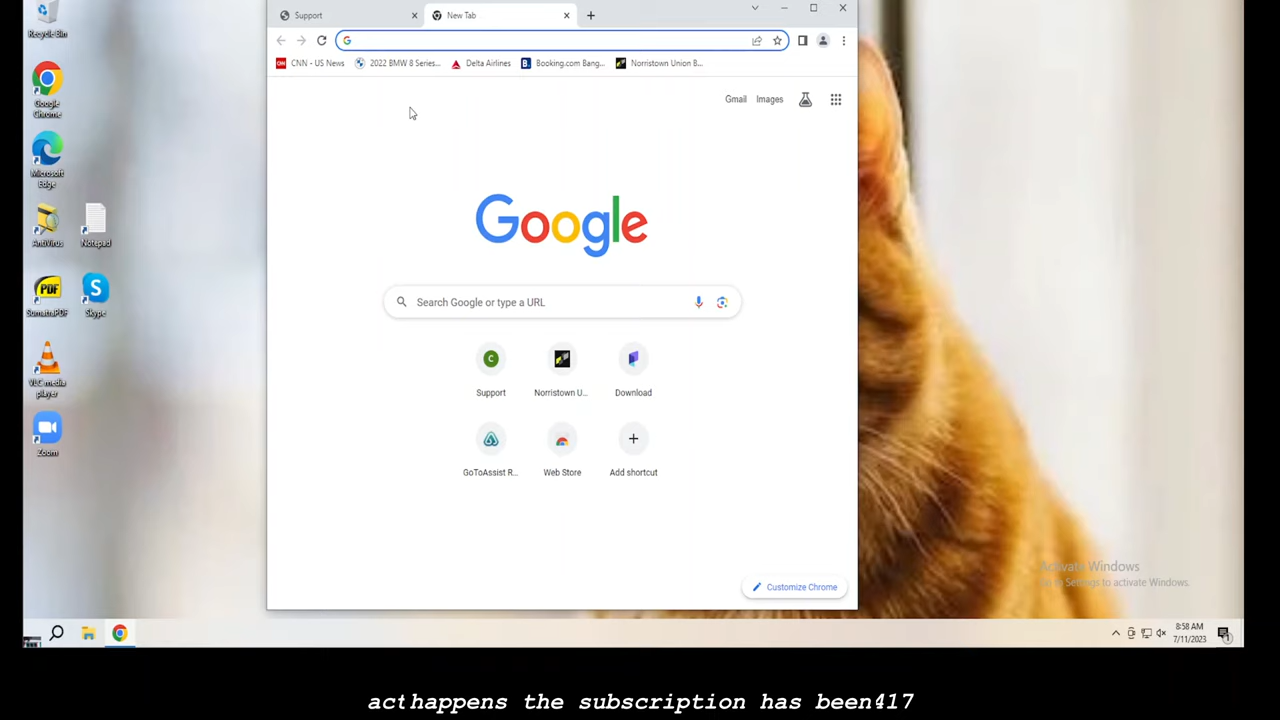 Support
New Tab
CNN - US News
2022 BMW 8 Series...
Delta Airlines
Booking.com Bang...
Norristown Union B...
Gmail
Images
Google
Search Google or type a URL
Support
Norristown U...
Download
GoToAssist R...
Web Store
Add shortcut
Customize Chrome
Recycle Bin
Google Chrome
Microsoft Edge
AntiVirus
Notepad
SumatraPDF
Skype
VLC media player
Zoom
Activate Windows
Go to Settings to activate Windows.
8:58 AM
7/11/2023
acthappens the subscription has been417